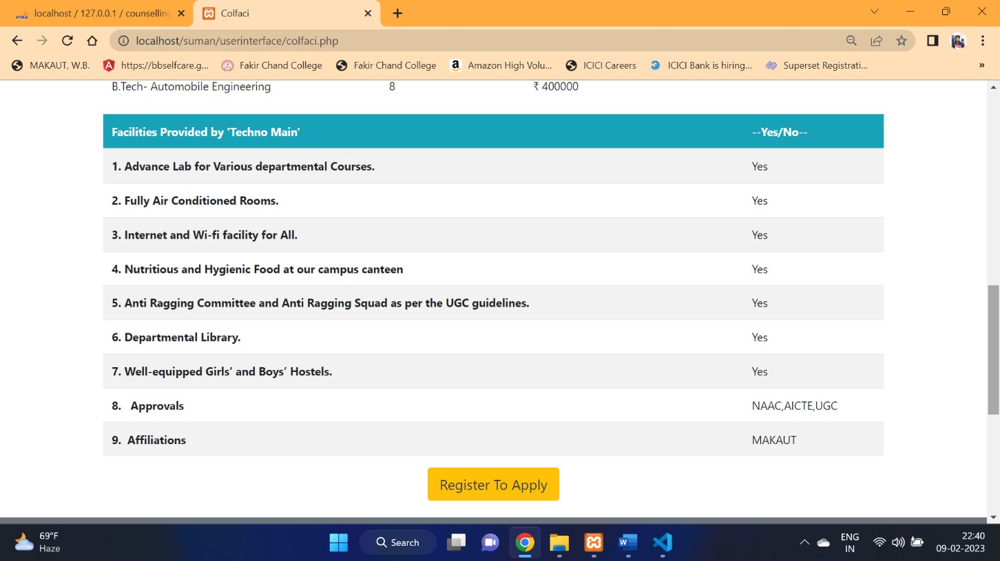 PMA localhost / 127.0.0.1 / counselling
Colfaci
localhost/suman/userinterface/colfaci.php
MAKAUT, W.B. https://bbselfcare.g... Fakir Chand College Fakir Chand College Amazon High Volu... ICICI Careers ICICI Bank is hiring... Superset Registrati... »
B.Tech- Automobile Engineering 8 ₹ 400000
Facilities Provided by 'Techno Main' --Yes/No--
1. Advance Lab for Various departmental Courses. Yes
2. Fully Air Conditioned Rooms. Yes
3. Internet and Wi-fi facility for All. Yes
4. Nutritious and Hygienic Food at our campus canteen Yes
5. Anti Ragging Committee and Anti Ragging Squad as per the UGC guidelines. Yes
6. Departmental Library. Yes
7. Well-equipped Girls’ and Boys’ Hostels. Yes
8. Approvals NAAC,AICTE,UGC
9. Affiliations MAKAUT
Register To Apply
69°F
Haze
Search
ENG
IN
22:40
09-02-2023